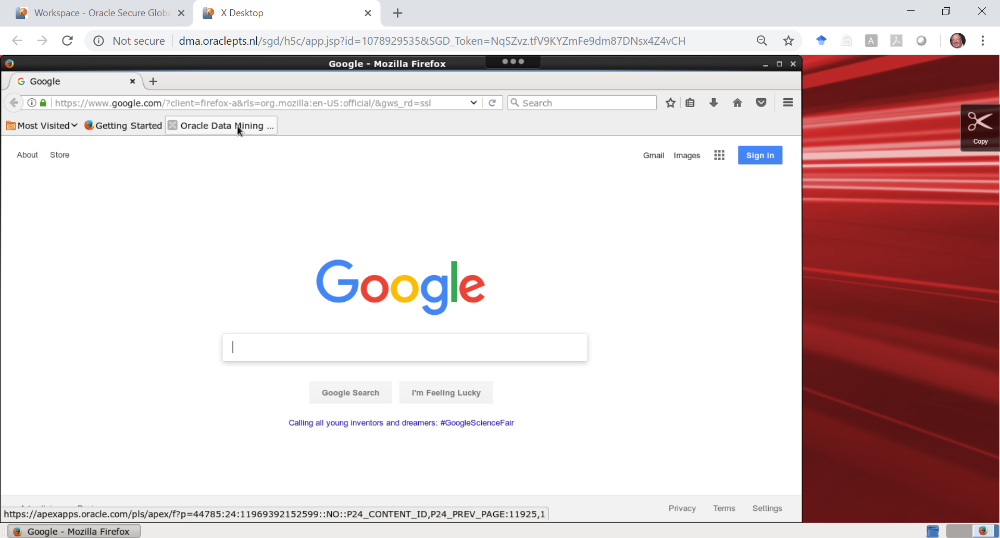 Workspace - Oracle Secure Globa
X Desktop
Not secure
dma.oraclepts.nl/sgd/h5c/app.jsp?id=1078929535&SGD_Token=NqSZvz.tfV9KYZmFe9dm87DNsx4Z4vCH
Google - Mozilla Firefox
Google
https://www.google.com/?client=firefox-a&rls=org.mozilla:en-US:official/&gws_rd=ssl
Search
Most Visited
Getting Started
Oracle Data Mining ...
Copy
About
Store
Gmail
Images
Sign in
Google
Google Search
I'm Feeling Lucky
Calling all young inventors and dreamers: #GoogleScienceFair
Privacy
Terms
Settings
https://apexapps.oracle.com/pls/apex/f?p=44785:24:11969392152599::NO::P24_CONTENT_ID,P24_PREV_PAGE:11925,1
Google - Mozilla Firefox